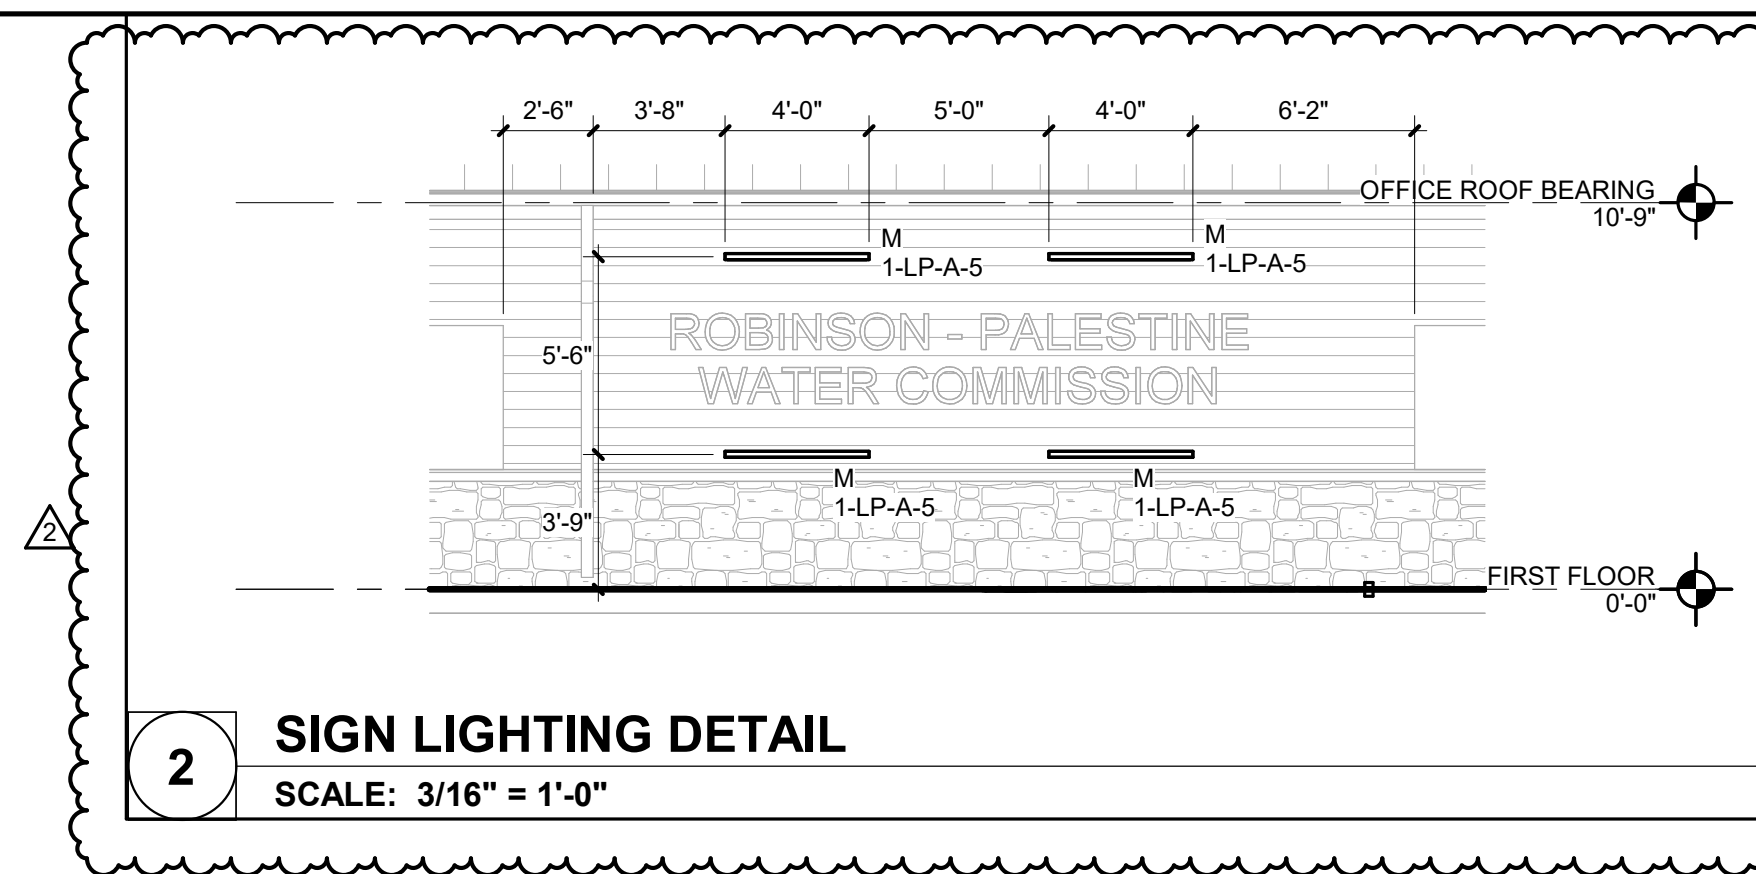 2'-6" 3'-8" 4'-0" 5'-0" 4'-0" 6'-2"
OFFICE ROOF BEARING
10'-9"
M
1-LP-A-5
M
1-LP-A-5
ROBINSON - PALESTINE
WATER COMMISSION
5'-6"
M
1-LP-A-5
M
1-LP-A-5
3'-9"
2
FIRST FLOOR
0'-0"
2
SIGN LIGHTING DETAIL
SCALE: 3/16" = 1'-0"